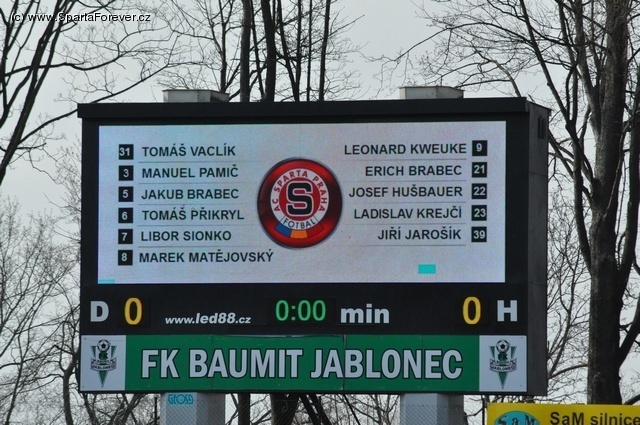 (c) www.SpartaForever.cz
31 TOMÁŠ VACLÍK
3 MANUEL PAMIČ
5 JAKUB BRABEC
6 TOMÁŠ PŘIKRYL
7 LIBOR SIONKO
8 MAREK MATĚJOVSKÝ
AC SPARTA PRAHA
S
FOTBAL
LEONARD KWEUKE 9
ERICH BRABEC 21
JOSEF HUŠBAUER 22
LADISLAV KREJČÍ 23
JIŘÍ JAROŠÍK 39
D 0 www.led88.cz 0:00 min 0 H
FK BAUMIT JABLONEC
SaM SaM silnice